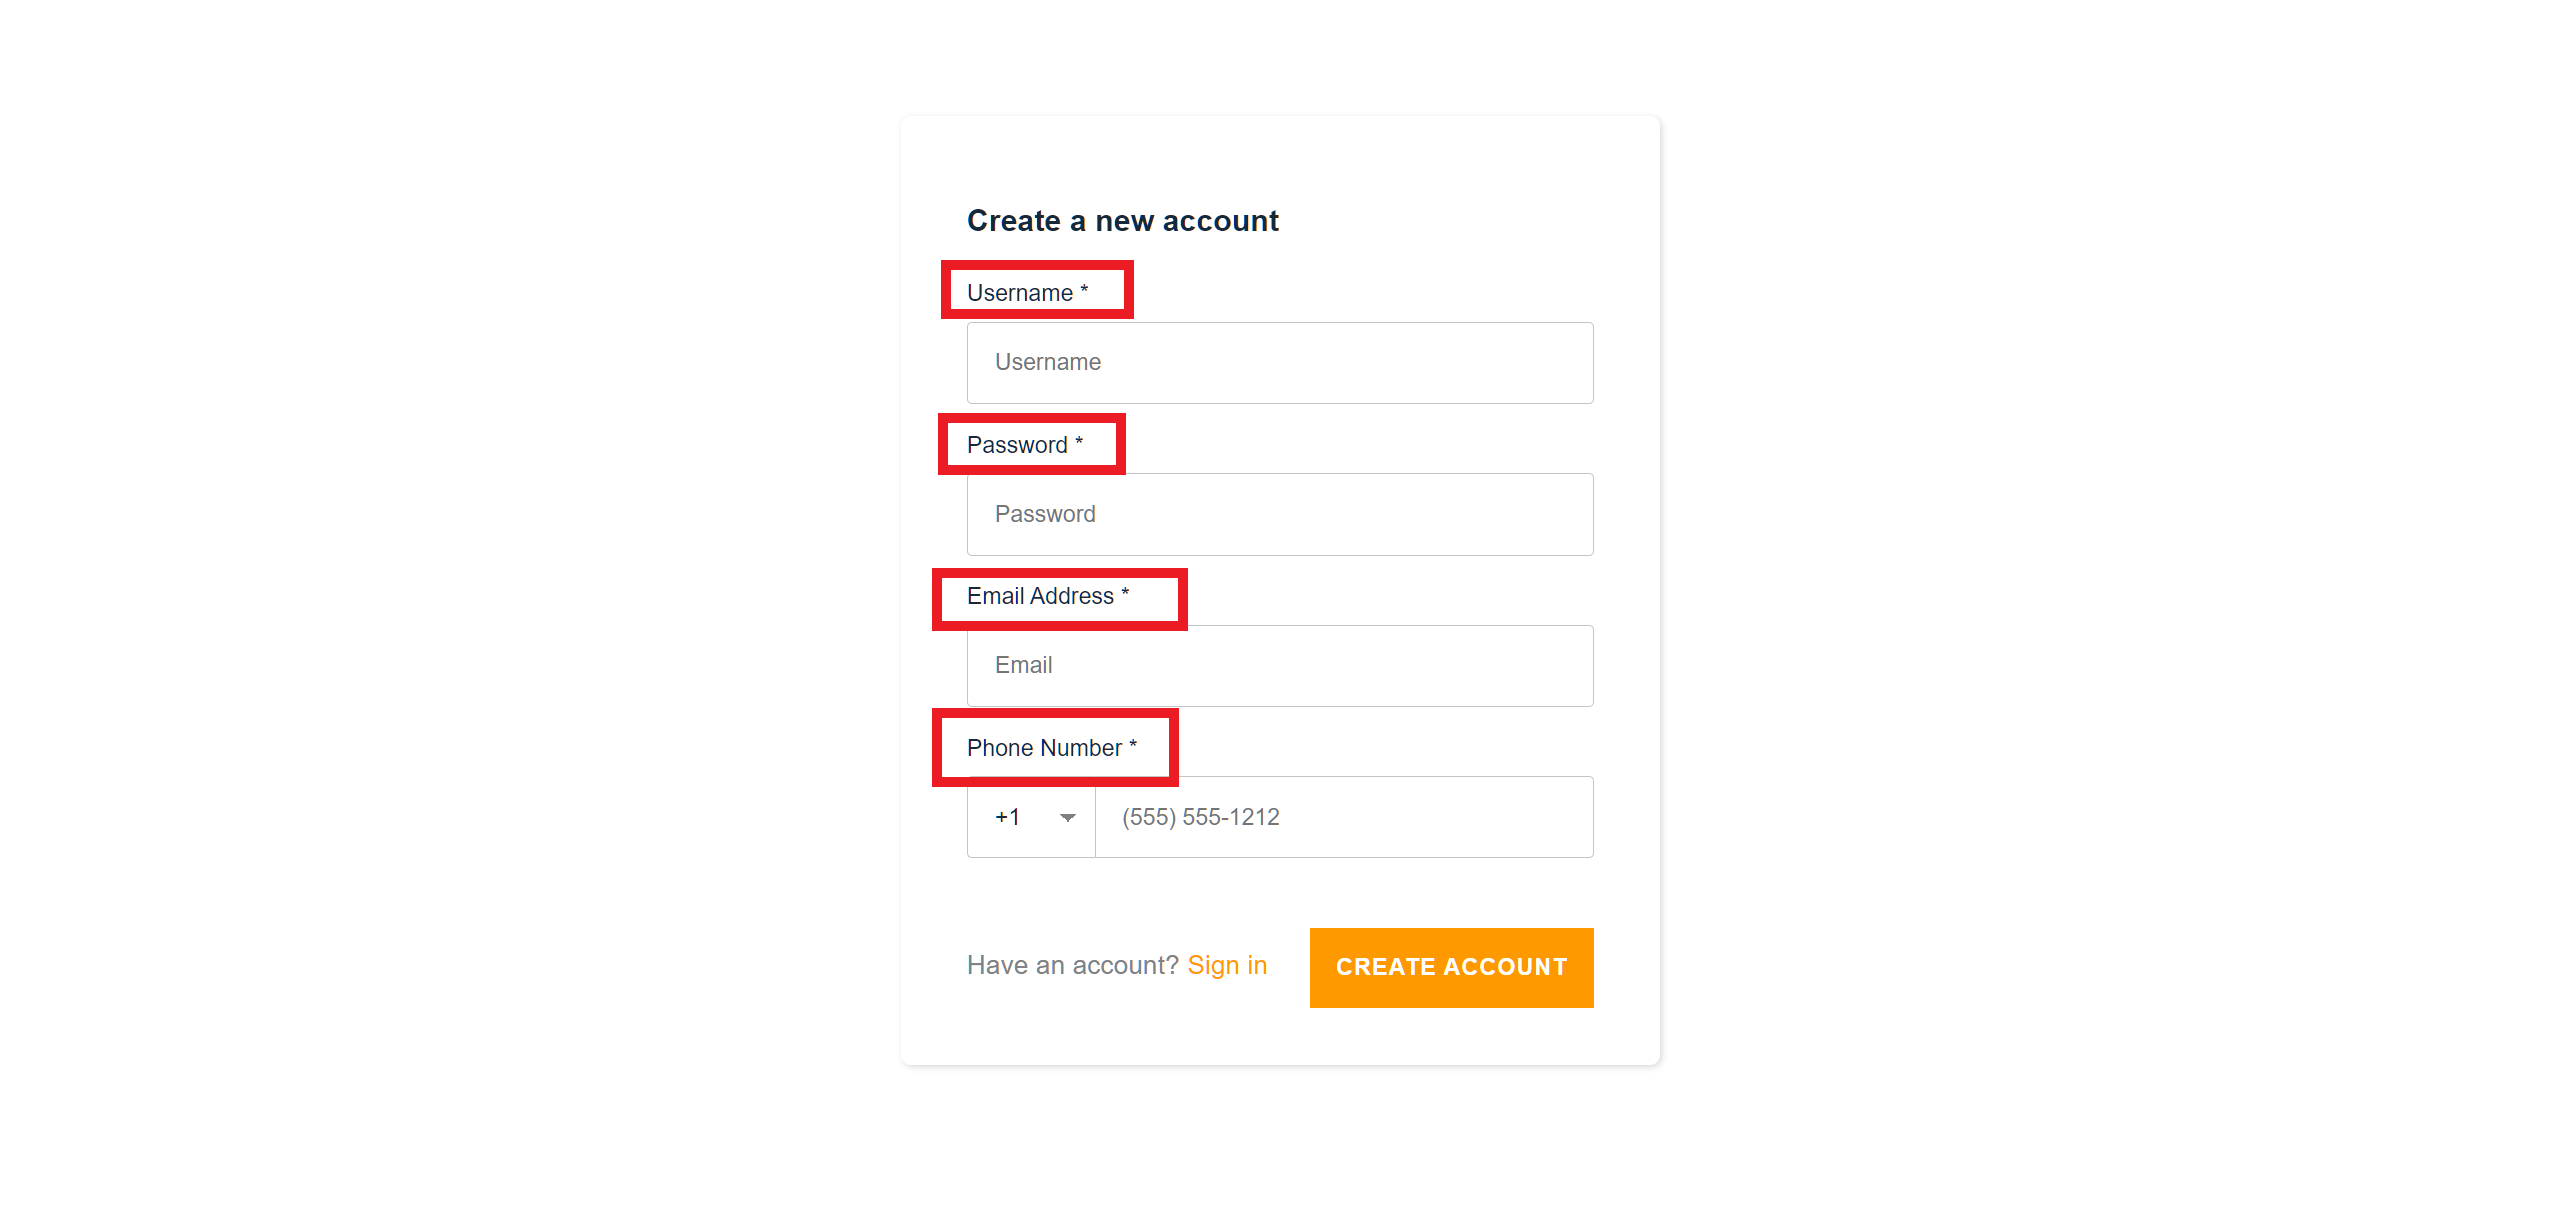 Create a new account
Username *
Username
Password *
Password
Email Address *
Email
Phone Number *
+1 (555) 555-1212
Have an account? Sign in CREATE ACCOUNT